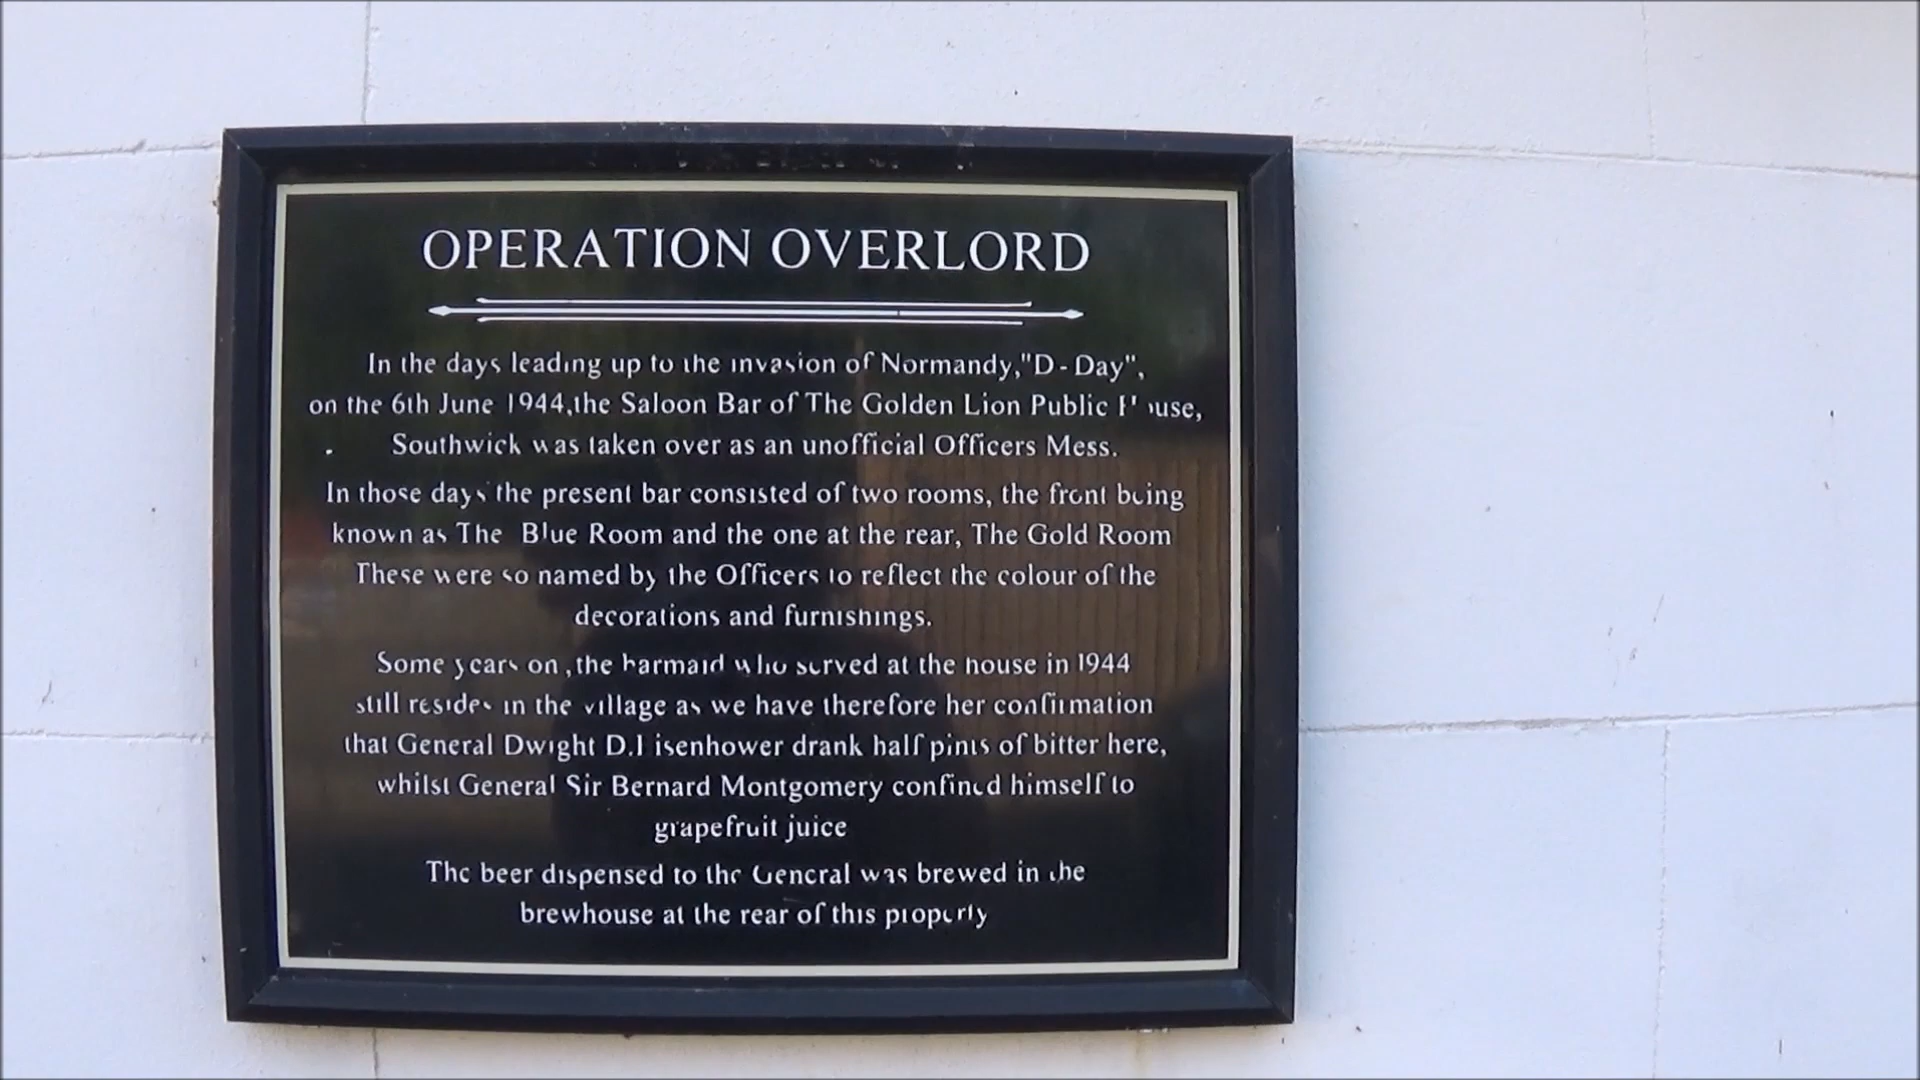 OPERATION OVERLORD
In the days leading up to the invasion of Normandy,"D-Day",
on the 6th June 1944,the Saloon Bar of The Golden Lion Public House,
Southwick was taken over as an unofficial Officers Mess.
In those days the present bar consisted of two rooms, the front being
known as The Blue Room and the one at the rear, The Gold Room
These were so named by the Officers to reflect the colour of the
decorations and furnishings.
Some years on ,the barmaid who served at the house in 1944
still resides in the village as we have therefore her confirmation
that General Dwight D.Eisenhower drank half pints of bitter here,
whilst General Sir Bernard Montgomery confined himself to
grapefruit juice
The beer dispensed to the General was brewed in the
brewhouse at the rear of this property